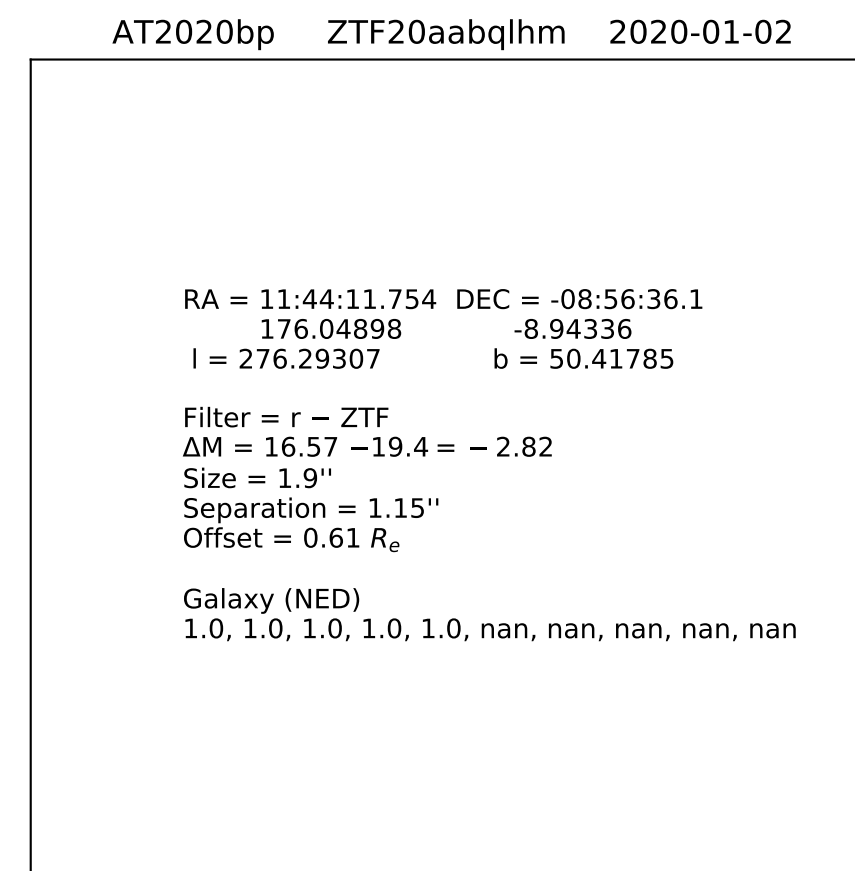 AT2020bp ZTF20aabqlhm 2020-01-02
RA = 11:44:11.754 DEC = -08:56:36.1
176.04898 -8.94336
l = 276.29307 b = 50.41785
Filter = r − ZTF
ΔM = 16.57 −19.4 = − 2.82
Size = 1.9''
Separation = 1.15''
Offset = 0.61 Rₑ
Galaxy (NED)
1.0, 1.0, 1.0, 1.0, 1.0, nan, nan, nan, nan, nan